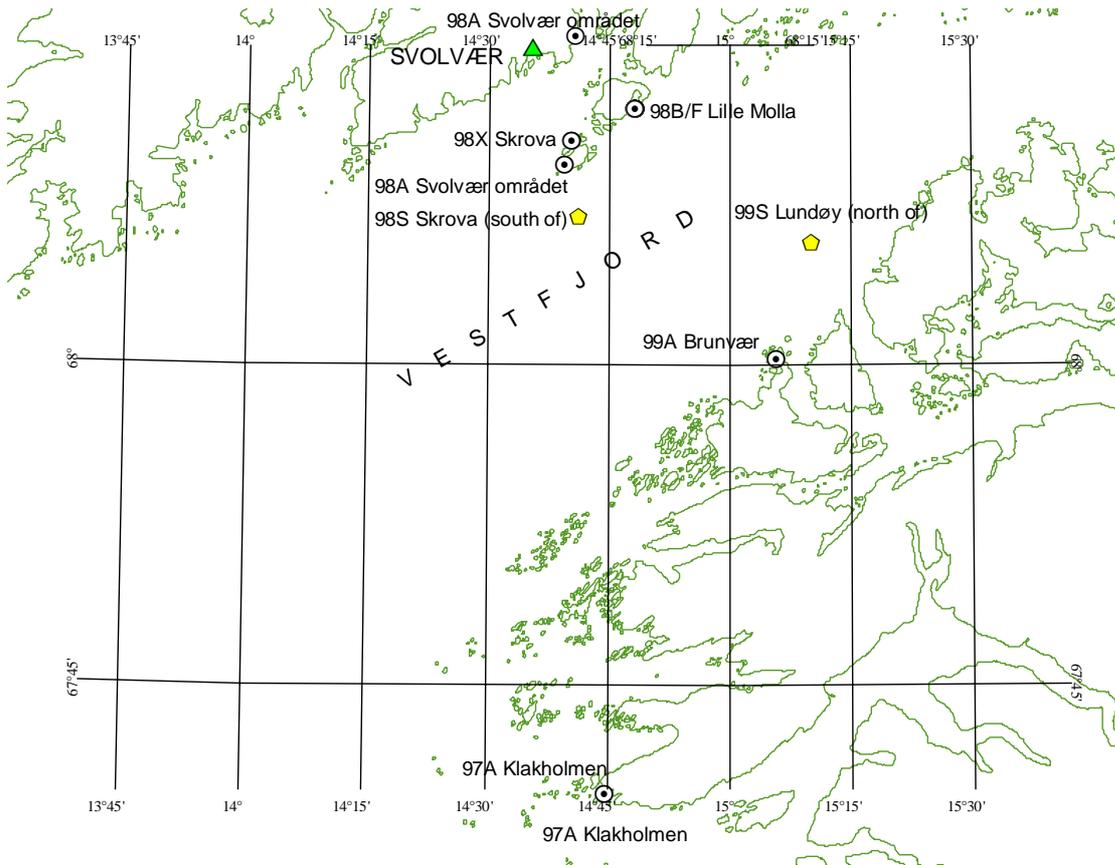 98A Svolvær området
13°45' 14° 14°15' 14°30' 14°45' 68°15' 15° 68°15' 15°15' 15°30'
SVOLVÆR
98B/F Lille Molla
98X Skrova
98A Svolvær området
98S Skrova (south of)
99S Lundøy (north of)
V E S T F J O R D
99A Brunvær
68° 68°
67°45' 67°45'
97A Klakholmen
13°45' 14° 14°15' 14°30' 14°45' 15° 15°15' 15°30'
97A Klakholmen